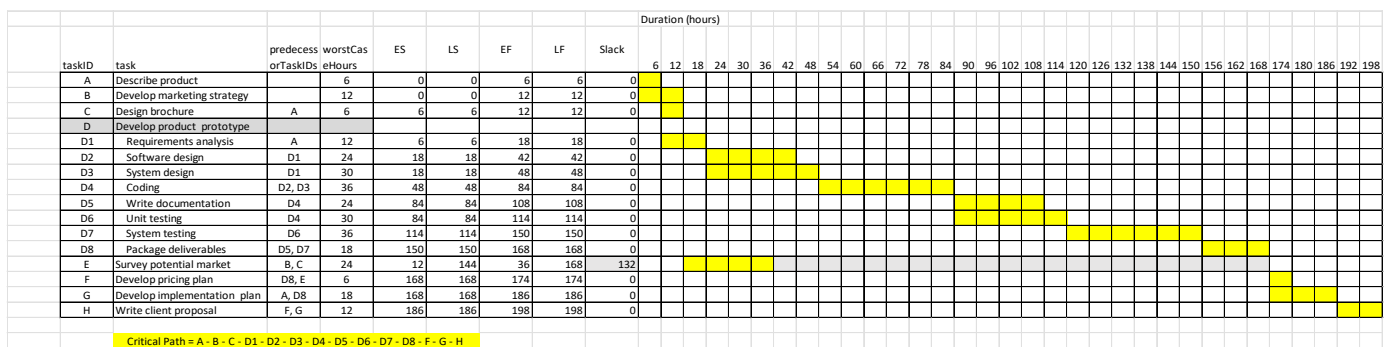 Duration (hours)
predecess worstCas ES LS EF LF Slack
taskID task orTaskIDs eHours 6 12 18 24 30 36 42 48 54 60 66 72 78 84 90 96 102 108 114 120 126 132 138 144 150 156 162 168 174 180 186 192 198
A Describe product 6 0 0 6 6 0
B Develop marketing strategy 12 0 0 12 12 0
C Design brochure A 6 6 6 12 12 0
D Develop product prototype
D1 Requirements analysis A 12 6 6 18 18 0
D2 Software design D1 24 18 18 42 42 0
D3 System design D1 30 18 18 48 48 0
D4 Coding D2, D3 36 48 48 84 84 0
D5 Write documentation D4 24 84 84 108 108 0
D6 Unit testing D4 30 84 84 114 114 0
D7 System testing D6 36 114 114 150 150 0
D8 Package deliverables D5, D7 18 150 150 168 168 0
E Survey potential market B, C 24 12 144 36 168 132
F Develop pricing plan D8, E 6 168 168 174 174 0
G Develop implementation plan A, D8 18 168 168 186 186 0
H Write client proposal F, G 12 186 186 198 198 0
Critical Path = A - B - C - D1 - D2 - D3 - D4 - D5 - D6 - D7 - D8 - F - G - H